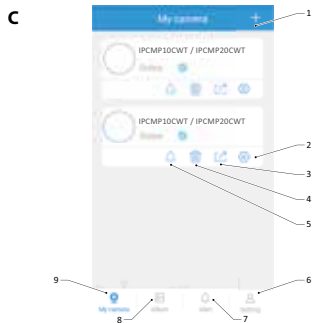 C
My camera +
1
IPCMP10CWT / IPCMP20CWT
Online
IPCMP10CWT / IPCMP20CWT
Online
2
3
4
5
9
My camera
8
Album
7
Alert
6
Setting